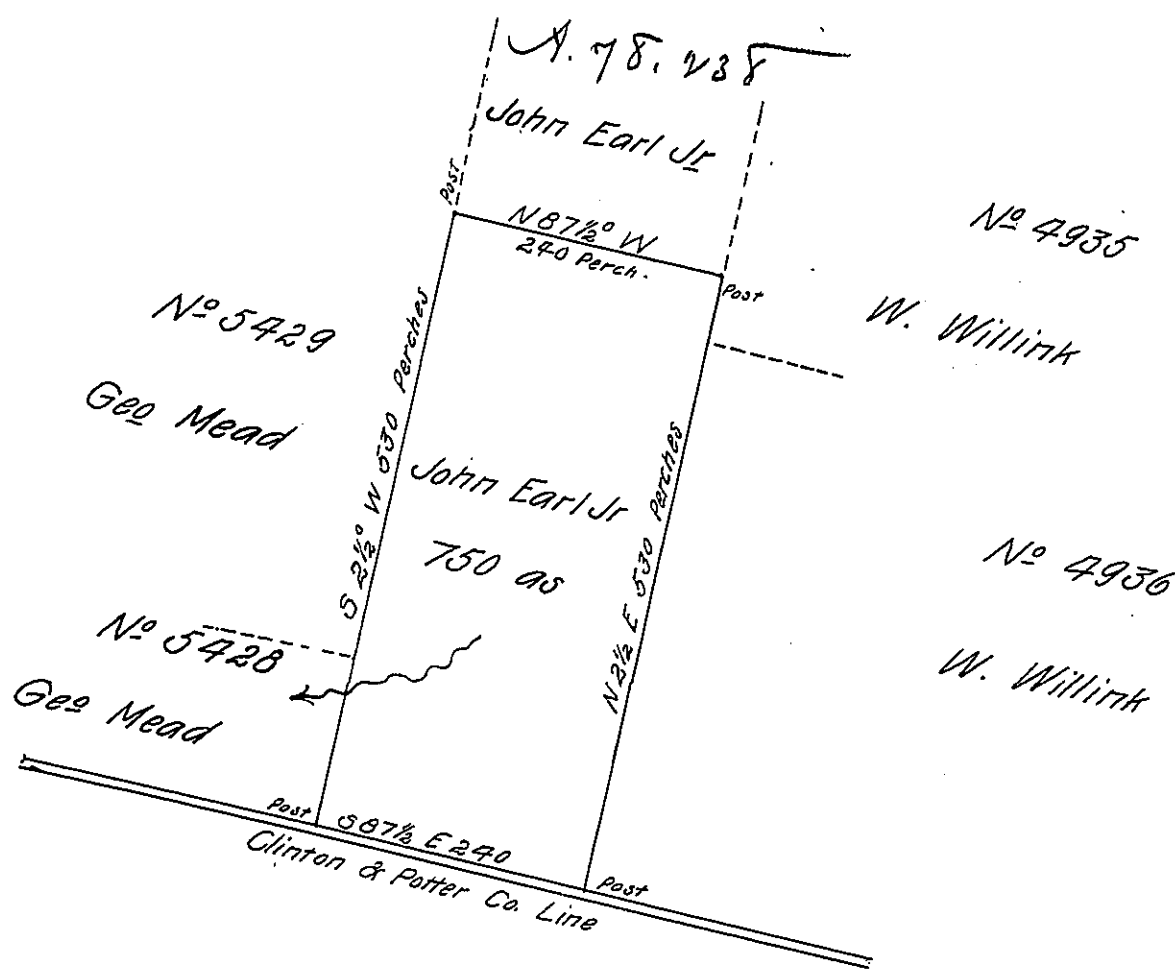 A. 78. 238
John Earl Jr
Post
N 87½° W
240 Perch.
Post
Nº 4935
W. Willink
Nº 5429
Geo Mead
S 2½° W 530 Perches
John Earl Jr
750 as
N 2½ E 530 Perches
Nº 4936
W. Willink
Nº 5428
Geo Mead
Post
S 87½ E 240
Post
Clinton & Potter Co. Line